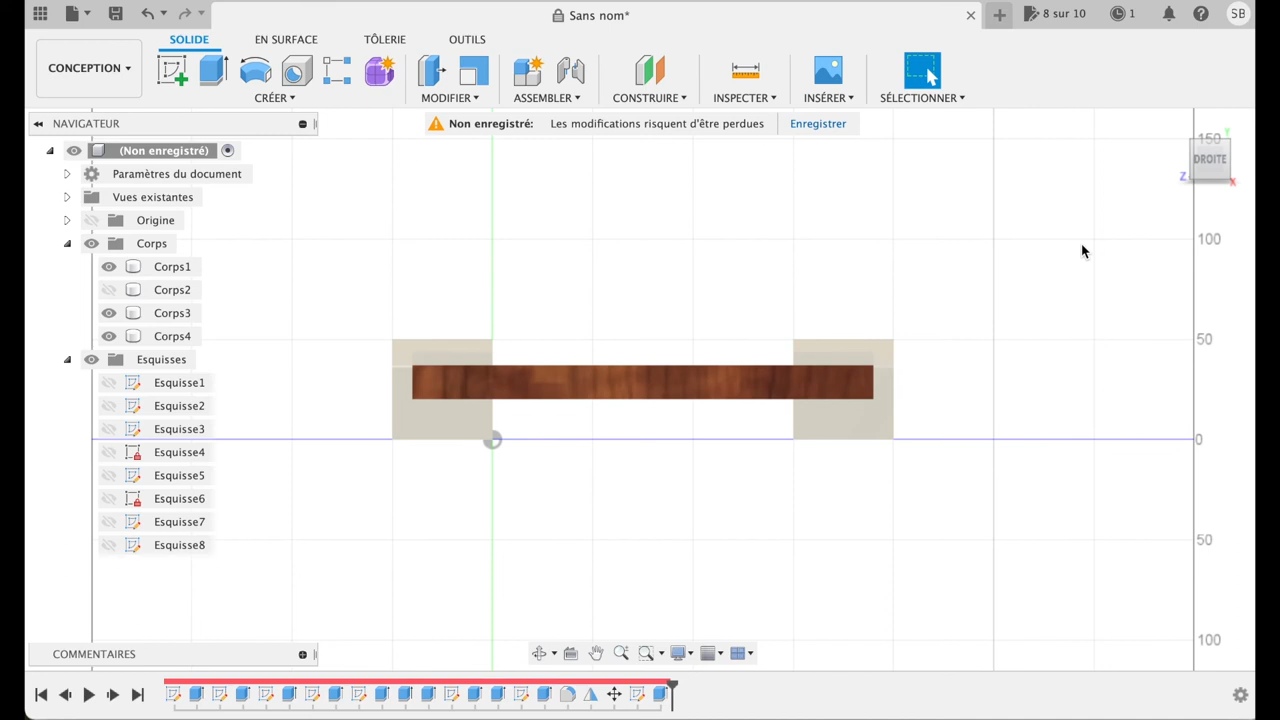 Sans nom*
8 sur 10
1
SB
CONCEPTION
SOLIDE
EN SURFACE
TÔLERIE
OUTILS
CRÉER
MODIFIER
ASSEMBLER
CONSTRUIRE
INSPECTER
INSÉRER
SÉLECTIONNER
NAVIGATEUR
Non enregistré: Les modifications risquent d'être perdues Enregistrer
(Non enregistré)
Paramètres du document
Vues existantes
Origine
Corps
Corps1
Corps2
Corps3
Corps4
Esquisses
Esquisse1
Esquisse2
Esquisse3
Esquisse4
Esquisse5
Esquisse6
Esquisse7
Esquisse8
150
Y
DROITE
Z
X
100
50
0
50
100
COMMENTAIRES